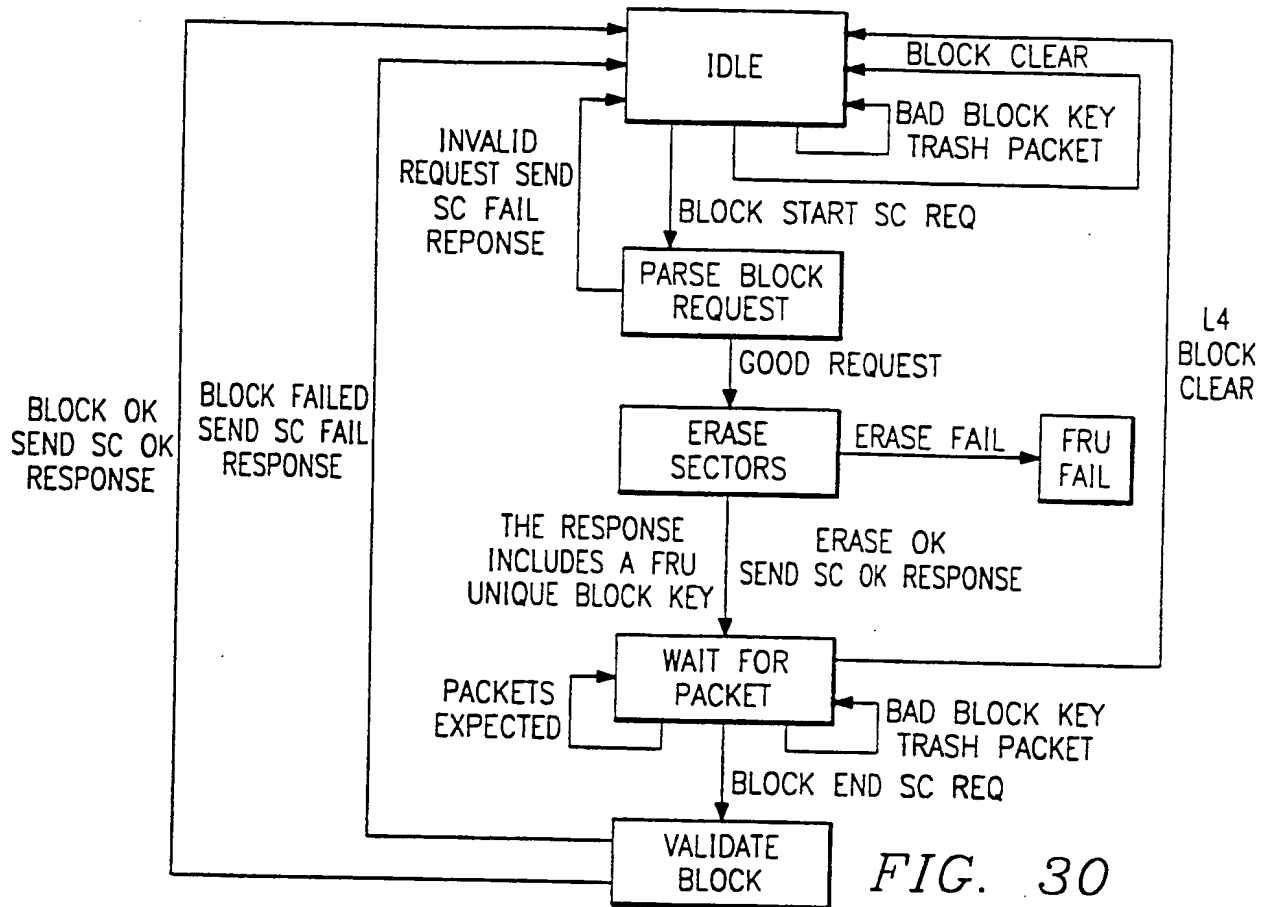 IDLE
BLOCK CLEAR
BAD BLOCK KEY
TRASH PACKET
INVALID
REQUEST SEND
SC FAIL
REPONSE
BLOCK START SC REQ
PARSE BLOCK
REQUEST
L4
BLOCK
CLEAR
GOOD REQUEST
BLOCK OK
SEND SC OK
RESPONSE
BLOCK FAILED
SEND SC FAIL
RESPONSE
ERASE
SECTORS
ERASE FAIL
FRU
FAIL
THE RESPONSE
INCLUDES A FRU
UNIQUE BLOCK KEY
ERASE OK
SEND SC OK RESPONSE
WAIT FOR
PACKET
PACKETS
EXPECTED
BAD BLOCK KEY
TRASH PACKET
BLOCK END SC REQ
VALIDATE
BLOCK
FIG. 30